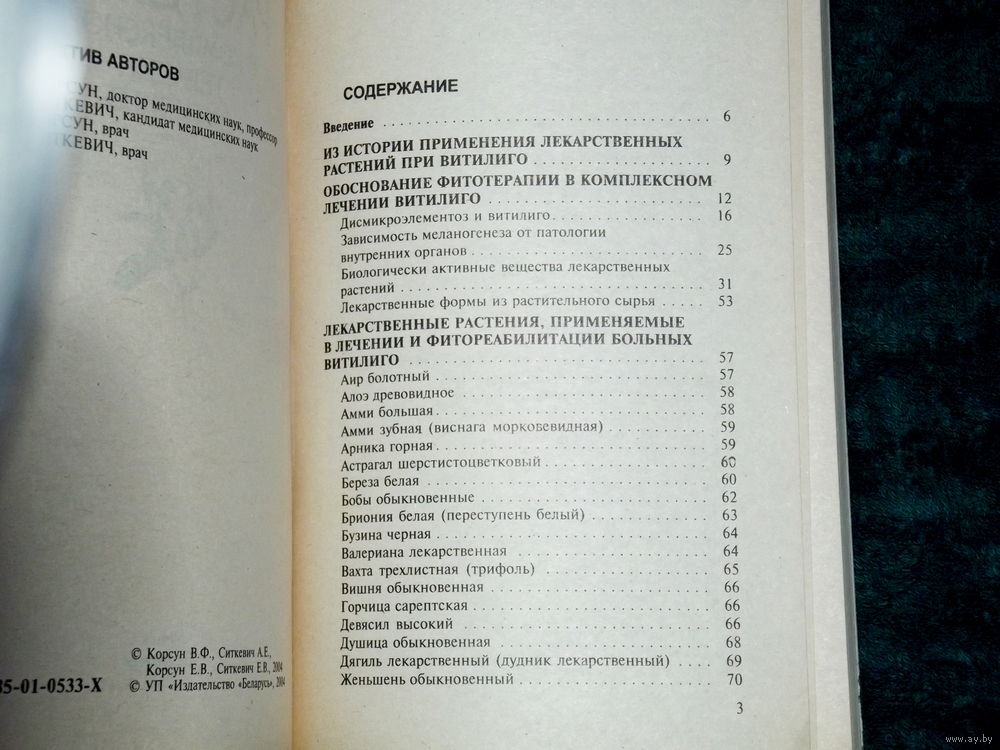 ТИВ АВТОРОВ
СУН, доктор медицинских наук, профессор
КЕВИЧ, кандидат медицинских наук
СУН, врач
ТКЕВИЧ, врач
© Корсун В.Ф., Ситкевич А.Е.,
Корсун Е.В., Ситкевич Е.В., 2004
85-01-0533-X © УП «Издательство «Беларусь», 2004
СОДЕРЖАНИЕ
Введение 6
ИЗ ИСТОРИИ ПРИМЕНЕНИЯ ЛЕКАРСТВЕННЫХ
РАСТЕНИЙ ПРИ ВИТИЛИГО 9
ОБОСНОВАНИЕ ФИТОТЕРАПИИ В КОМПЛЕКСНОМ
ЛЕЧЕНИИ ВИТИЛИГО 12
Дисмикроэлементоз и витилиго 16
Зависимость меланогенеза от патологии
внутренних органов 25
Биологически активные вещества лекарственных
растений 31
Лекарственные формы из растительного сырья 53
ЛЕКАРСТВЕННЫЕ РАСТЕНИЯ, ПРИМЕНЯЕМЫЕ
В ЛЕЧЕНИИ И ФИТОРЕАБИЛИТАЦИИ БОЛЬНЫХ
ВИТИЛИГО 57
Аир болотный 57
Алоэ древовидное 58
Амми большая 58
Амми зубная (виснага морковевидная) 59
Арника горная 59
Астрагал шерстистоцветковый 60
Береза белая 60
Бобы обыкновенные 62
Бриония белая (переступень белый) 63
Бузина черная 64
Валериана лекарственная 64
Вахта трехлистная (трифоль) 65
Вишня обыкновенная 66
Горчица сарептская 66
Девясил высокий 66
Душица обыкновенная 68
Дягиль лекарственный (дудник лекарственный) 69
Женьшень обыкновенный 70
3
www.ay.by